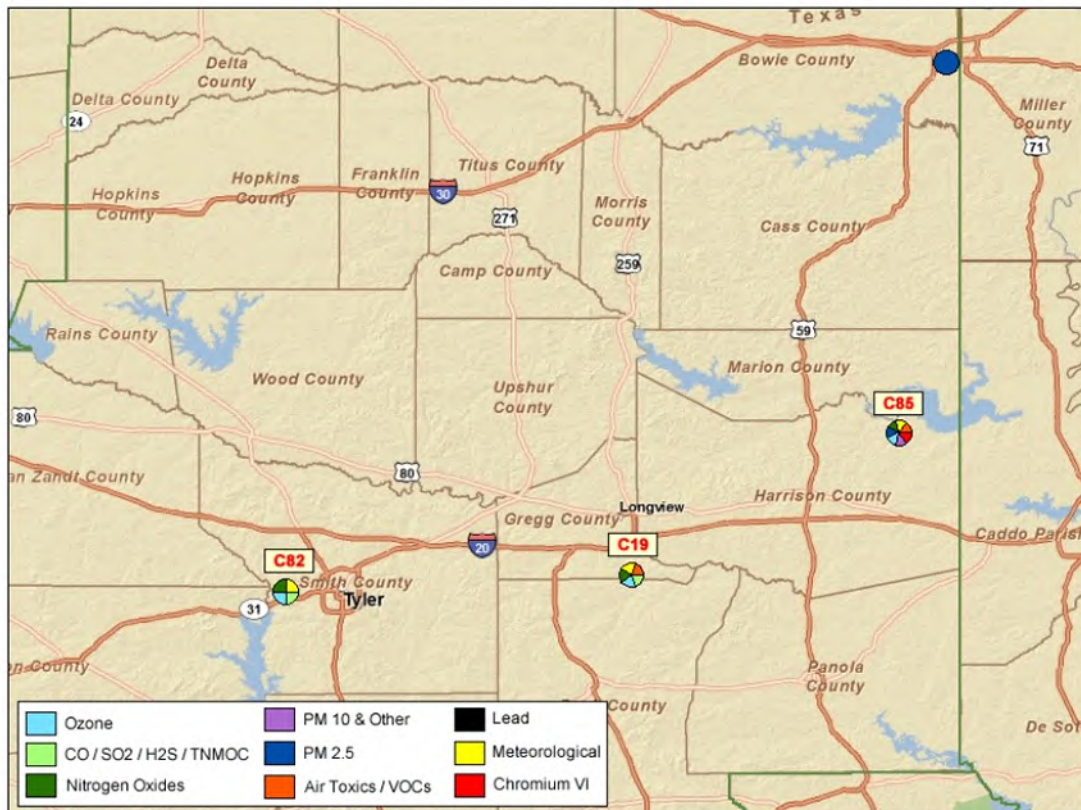 Texas
Bowie County
Delta
County
Delta County
24
Miller
County
71
Titus County
Hopkins
County
Franklin
County
Hopkins
County
30
271
Morris
County
Cass County
259
Camp County
59
Rains County
Marion County
Wood County
Upshur
County
C85
80
80
an Zandt County
Longview
Harrison County
Gregg County
Caddo Parish
C19
C82
20
Smith County
Tyler
31
on County
Panola
County
County
De Sot
Ozone
PM 10 & Other
Lead
CO / SO2 / H2S / TNMOC
PM 2.5
Meteorological
Nitrogen Oxides
Air Toxics / VOCs
Chromium VI